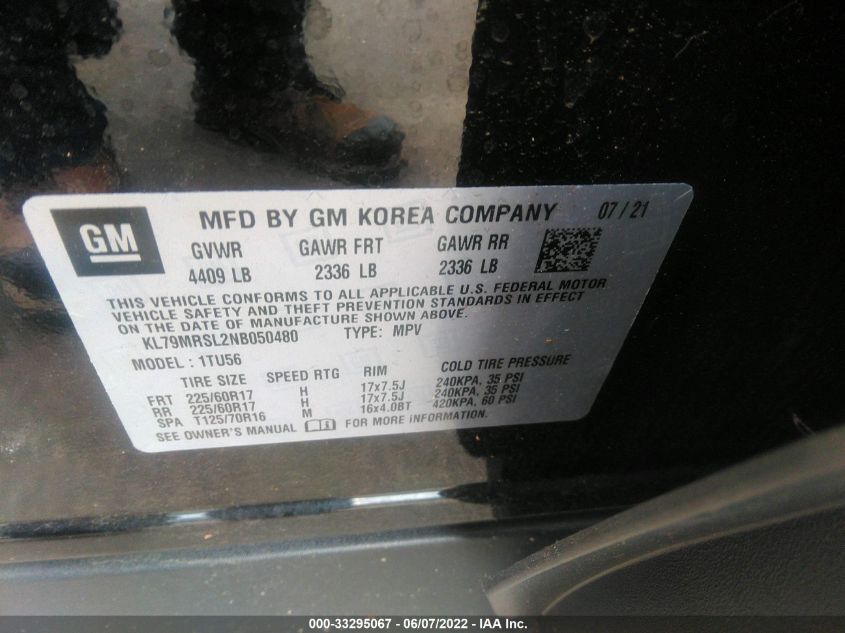 GM
MFD BY GM KOREA COMPANY 07/21
GVWR GAWR FRT GAWR RR
4409 LB 2336 LB 2336 LB
THIS VEHICLE CONFORMS TO ALL APPLICABLE U.S. FEDERAL MOTOR
VEHICLE SAFETY AND THEFT PREVENTION STANDARDS IN EFFECT
ON THE DATE OF MANUFACTURE SHOWN ABOVE.
KL79MRSL2NB050480 TYPE: MPV
MODEL: 1TU56
TIRE SIZE SPEED RTG RIM COLD TIRE PRESSURE
FRT 225/60R17 H 17x7.5J 240KPA, 35 PSI
RR 225/60R17 H 17x7.5J 240KPA, 35 PSI
SPA T125/70R16 M 16x4.0BT 420KPA, 60 PSI
SEE OWNER'S MANUAL FOR MORE INFORMATION.
000-33295067 - 06/07/2022 - IAA Inc.